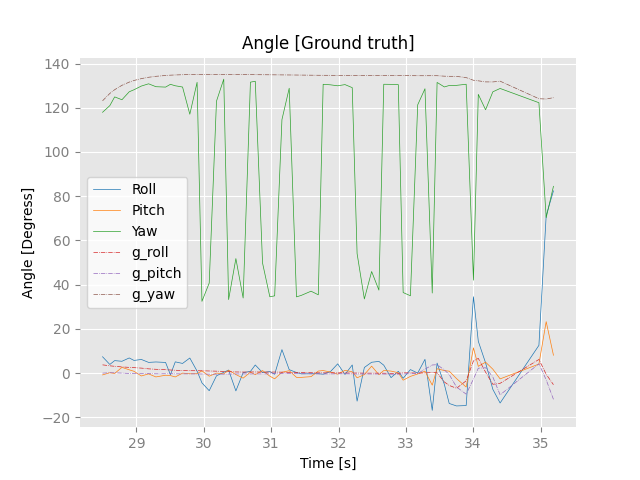 Angle [Ground truth]
140
120
100
80
60
40
20
0
−20
Angle [Degress]
Roll
Pitch
Yaw
g_roll
g_pitch
g_yaw
29 30 31 32 33 34 35
Time [s]